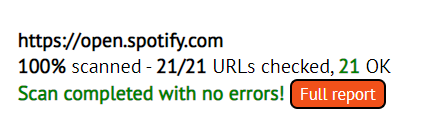 https://open.spotify.com
100% scanned - 21/21 URLs checked, 21 OK
Scan completed with no errors! Full report